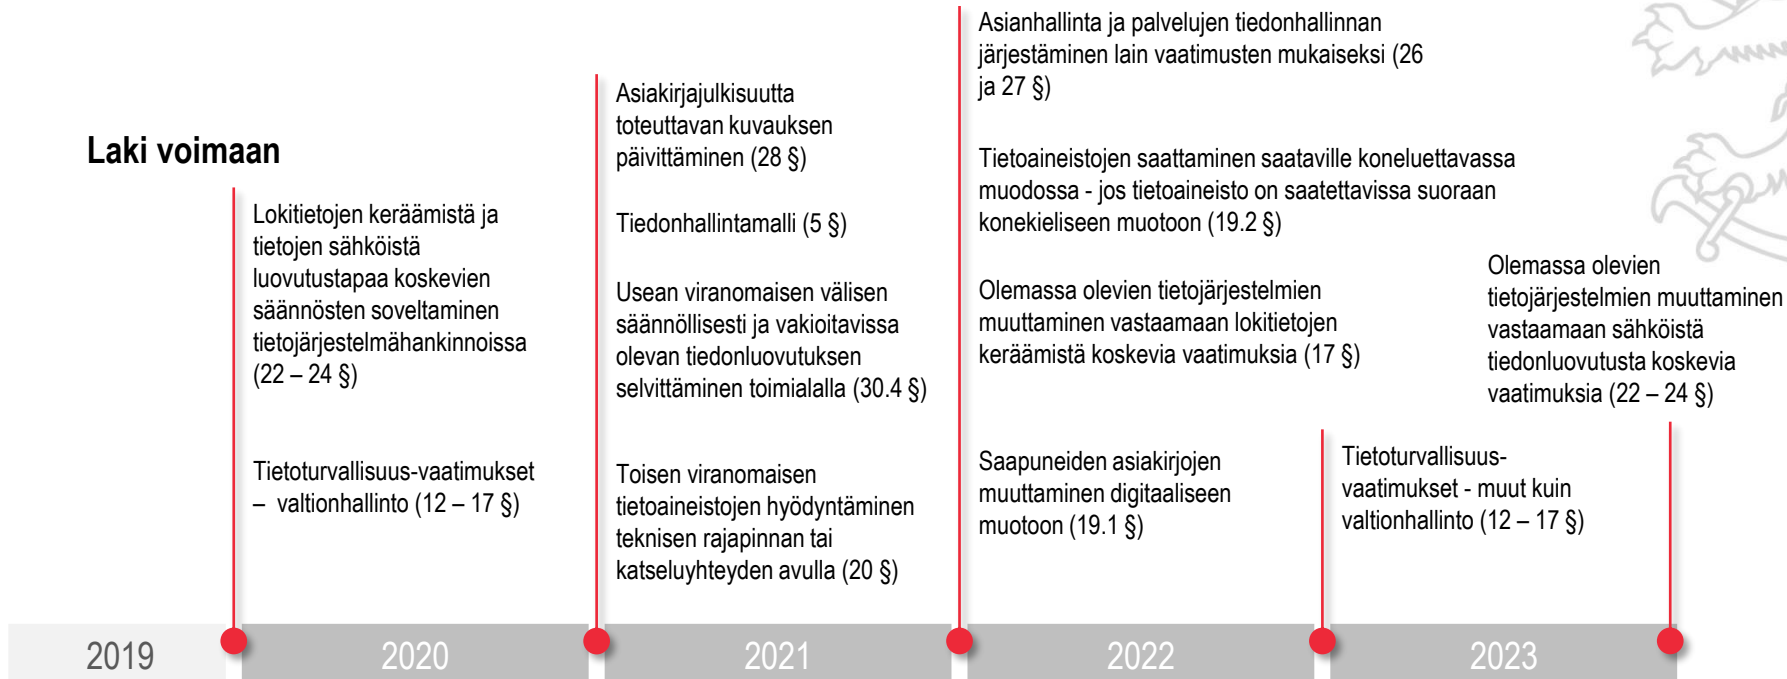 Laki voimaan
Lokitietojen keräämistä ja
tietojen sähköistä
luovutustapaa koskevien
säännösten soveltaminen
tietojärjestelmähankinnoissa
(22 – 24 §)
Tietoturvallisuus-vaatimukset
– valtionhallinto (12 – 17 §)
Asiakirjajulkisuutta
toteuttavan kuvauksen
päivittäminen (28 §)
Tiedonhallintamalli (5 §)
Usean viranomaisen välisen
säännöllisesti ja vakioitavissa
olevan tiedonluovutuksen
selvittäminen toimialalla (30.4 §)
Toisen viranomaisen
tietoaineistojen hyödyntäminen
teknisen rajapinnan tai
katseluyhteyden avulla (20 §)
Asianhallinta ja palvelujen tiedonhallinnan
järjestäminen lain vaatimusten mukaiseksi (26
ja 27 §)
Tietoaineistojen saattaminen saataville koneluettavassa
muodossa - jos tietoaineisto on saatettavissa suoraan
konekieliseen muotoon (19.2 §)
Olemassa olevien tietojärjestelmien
muuttaminen vastaamaan lokitietojen
keräämistä koskevia vaatimuksia (17 §)
Saapuneiden asiakirjojen
muuttaminen digitaaliseen
muotoon (19.1 §)
Tietoturvallisuus-
vaatimukset - muut kuin
valtionhallinto (12 – 17 §)
Olemassa olevien
tietojärjestelmien muuttaminen
vastaamaan sähköistä
tiedonluovutusta koskevia
vaatimuksia (22 – 24 §)
2019
2020
2021
2022
2023